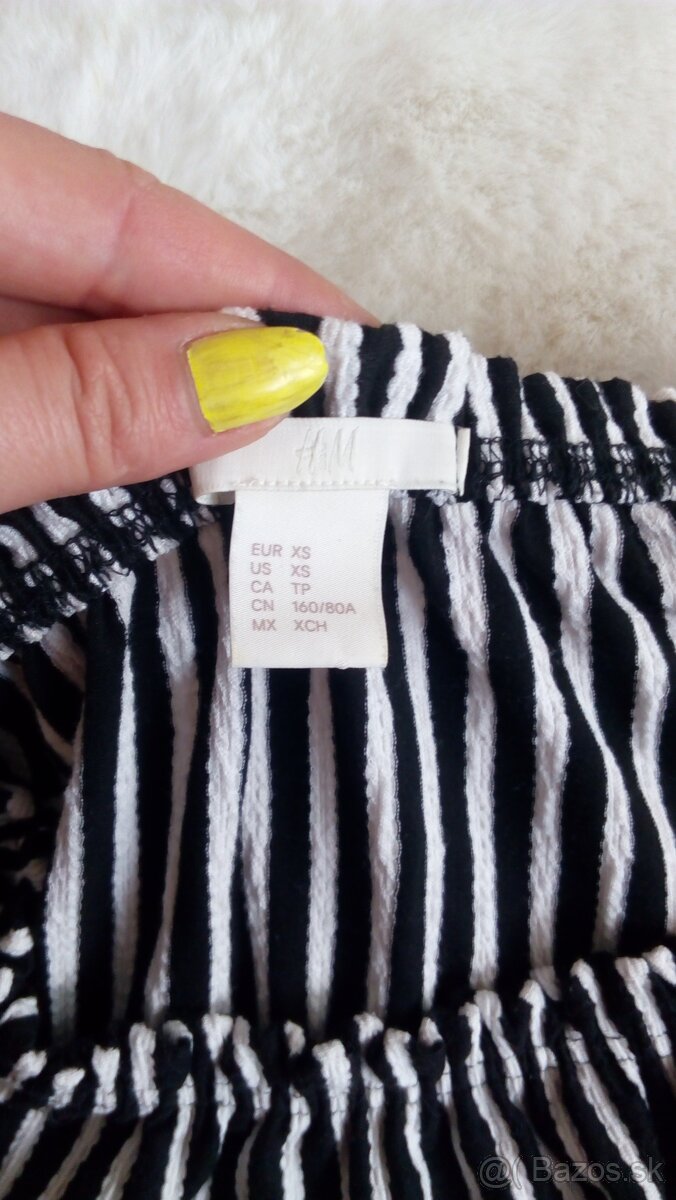 H&M
EUR XS
US XS
CA TP
CN 160/80A
MX XCH
@( Bazos.sk